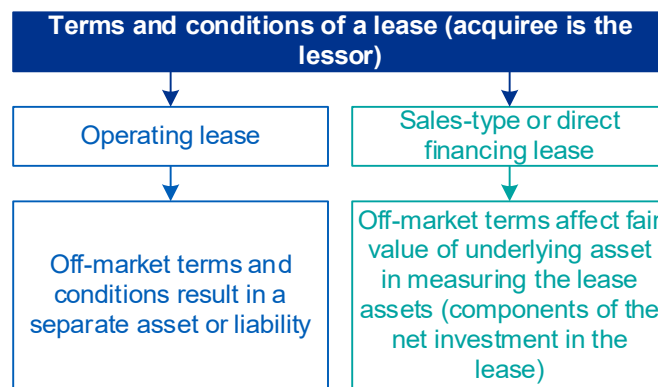 Terms and conditions of a lease (acquiree is the
lessor)
Operating lease
Sales-type or direct
financing lease
Off-market terms and
conditions result in a
separate asset or liability
Off-market terms affect fair
value of underlying asset
in measuring the lease
assets (components of the
net investment in the
lease)